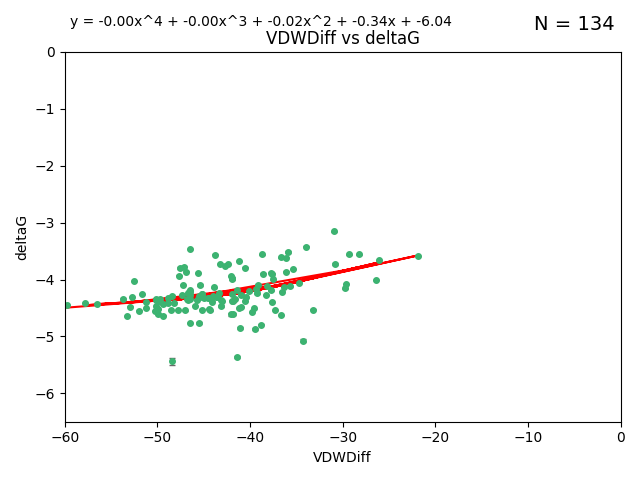 y = -0.00x^4 + -0.00x^3 + -0.02x^2 + -0.34x + -6.04
N = 134
VDWDiff vs deltaG
0
−1
−2
−3
−4
−5
−6
deltaG
−60 −50 −40 −30 −20 −10 0
VDWDiff